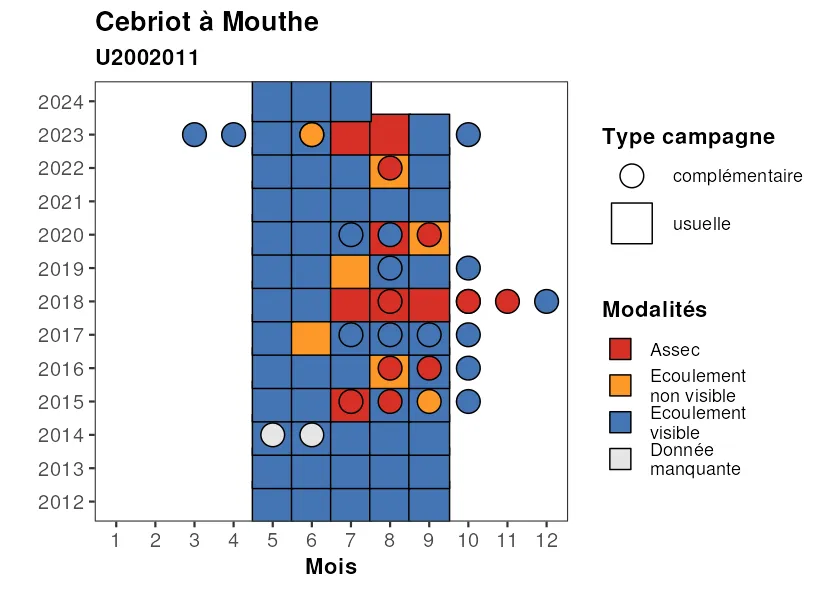 Cebriot à Mouthe
U2002011
2024
2023
2022
2021
2020
2019
2018
2017
2016
2015
2014
2013
2012
1 2 3 4 5 6 7 8 9 10 11 12
Mois
Type campagne
complémentaire
usuelle
Modalités
Assec
Ecoulement
non visible
Ecoulement
visible
Donnée
manquante